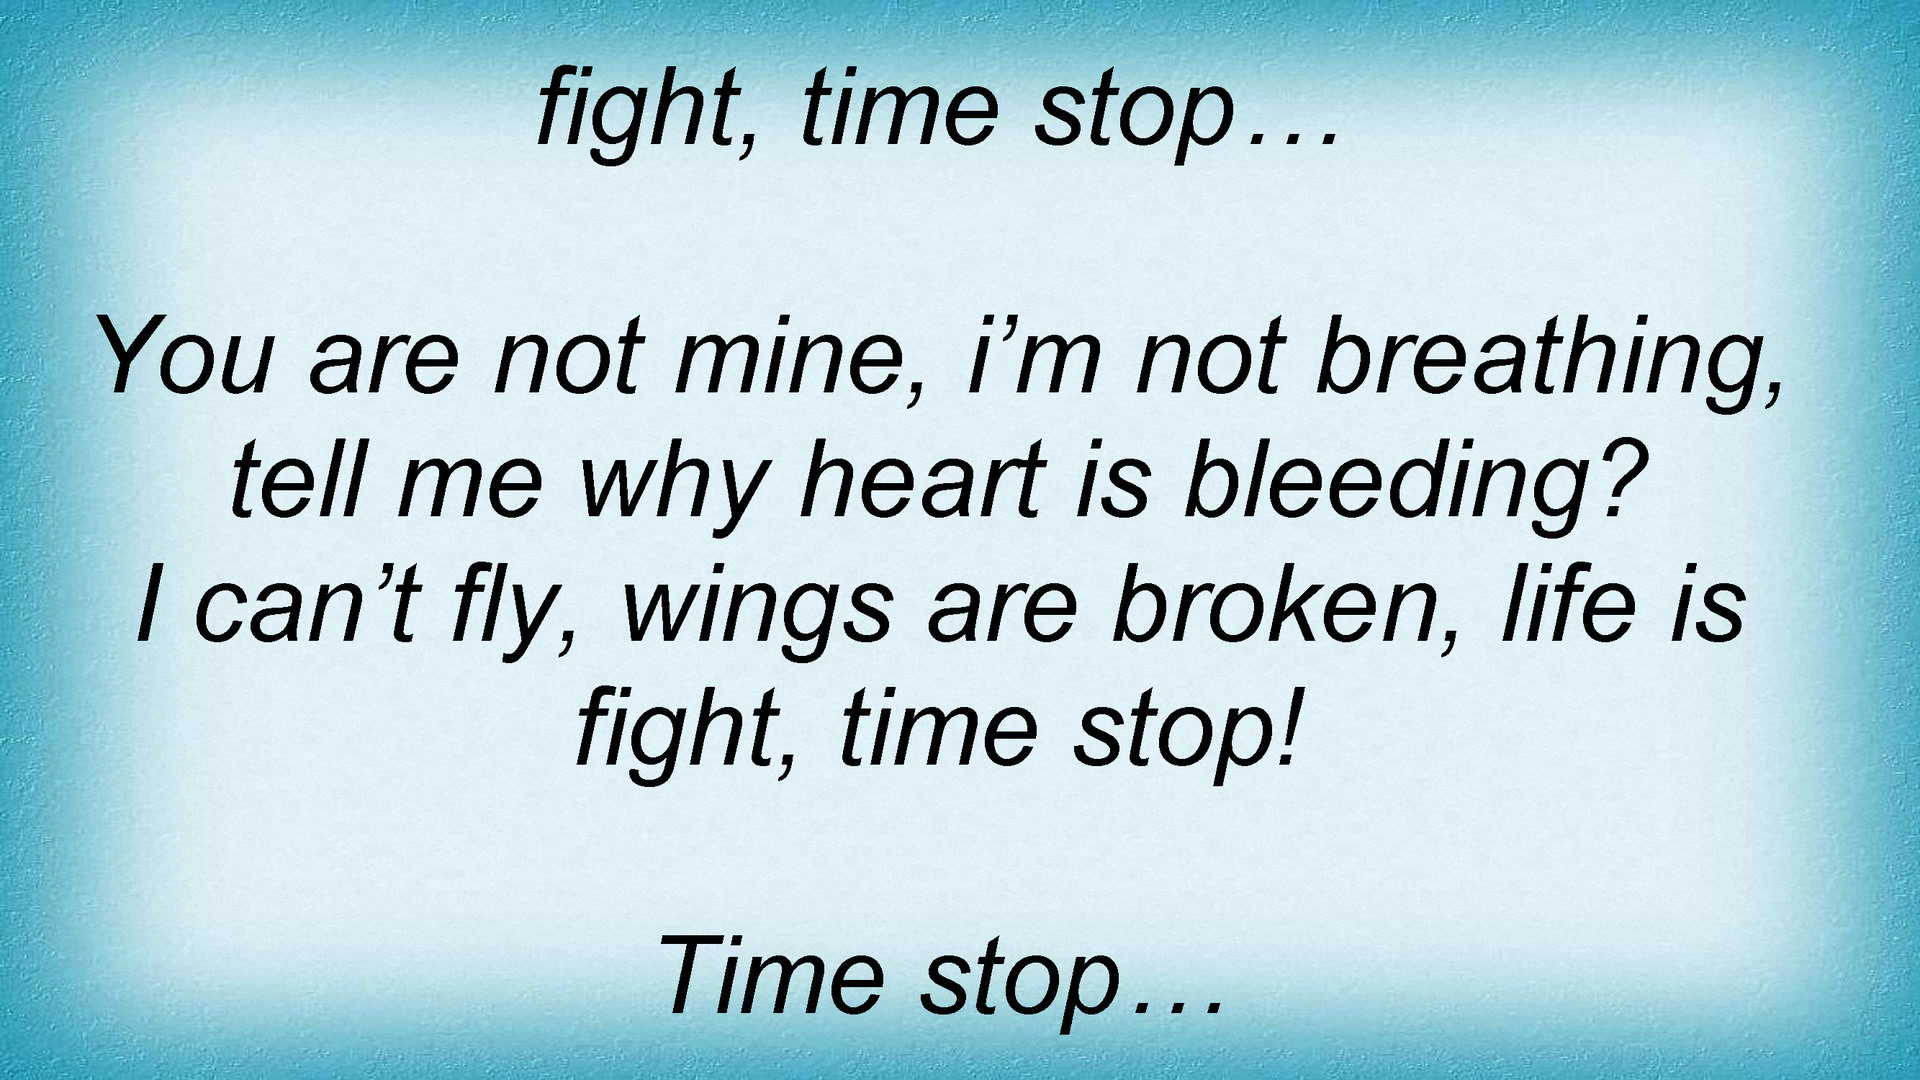 fight, time stop…
You are not mine, i’m not breathing,
tell me why heart is bleeding?
I can’t fly, wings are broken, life is
fight, time stop!
Time stop…